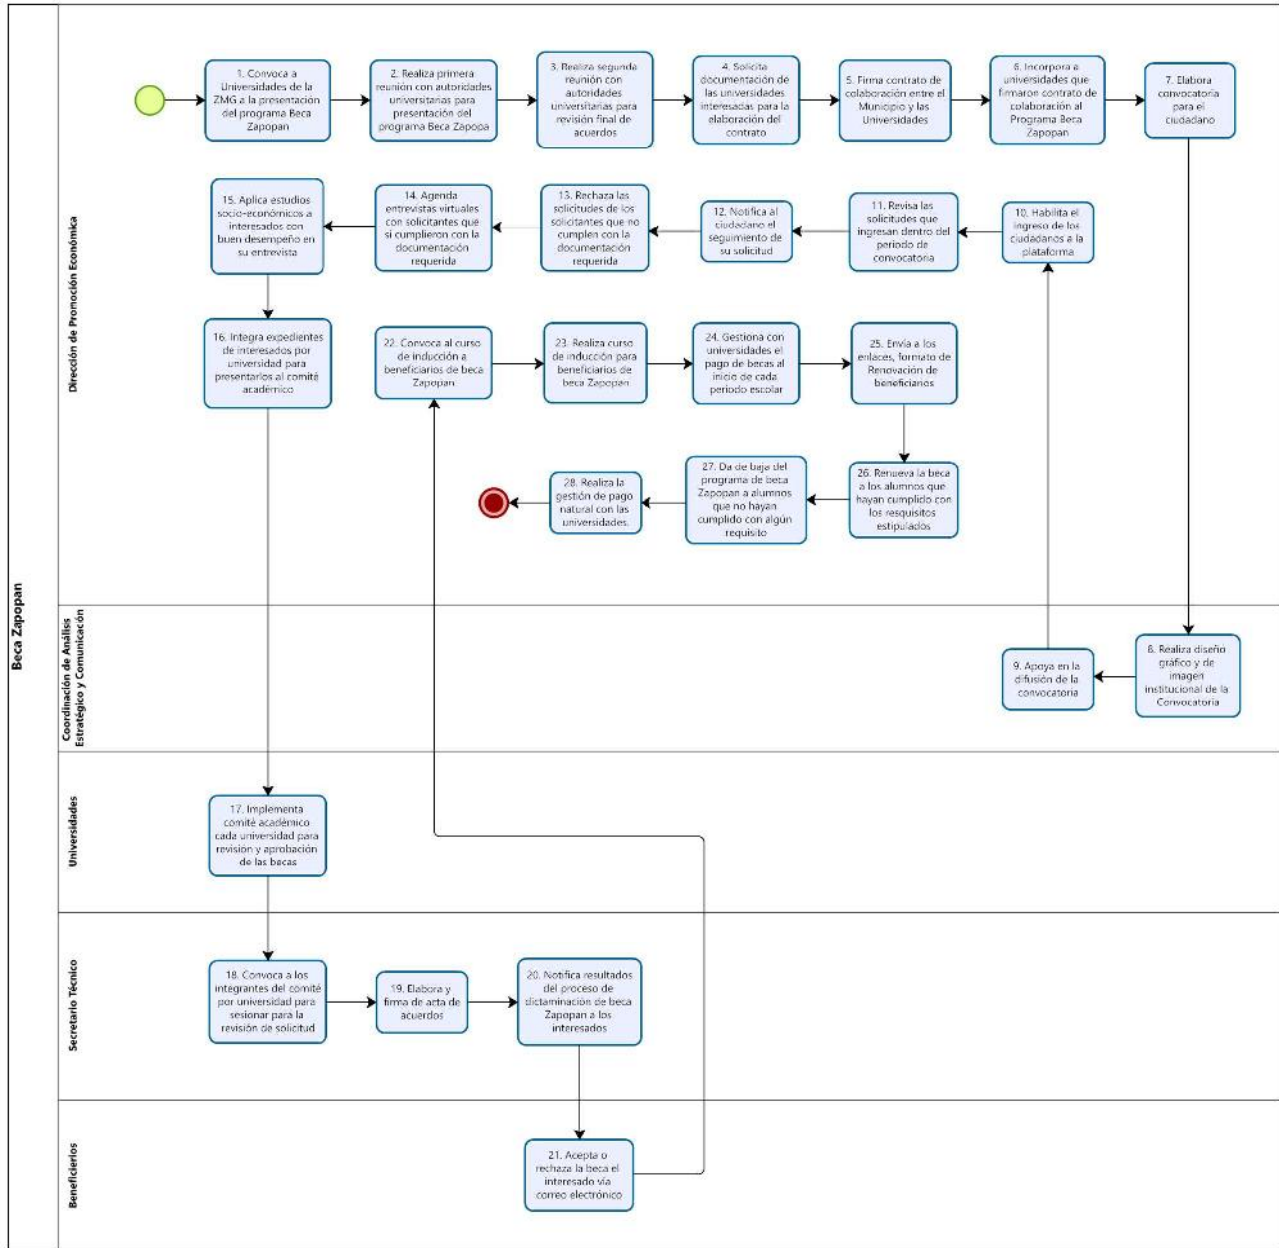 Beca Zapopan
Dirección de Promoción Económica
1. Convoca a
Universidades de la
ZMG a la presentación
del programa Beca
Zapopan
2. Realiza primera
reunión con autoridades
universitarias para
presentación del
programa Beca Zapopa
3. Realiza segunda
reunión con
autoridades
universitarias para
revisión final de
acuerdos
4. Solicita
documentación de
las universidades
interesadas para la
elaboración del
contrato
5. Firma contrato de
colaboración entre el
Municipio y las
Universidades
6. Incorpora a
universidades que
firmaron contrato de
colaboración al
Programa Beca
Zapopan
7. Elabora
convocatoria
para el
ciudadano
15. Aplica estudios
socio-económicos a
interesados con
buen desempeño en
su entrevista
14. Agenda
entrevistas virtuales
con solicitantes que
si cumplieron con la
documentación
requerida
13. Rechaza las
solicitudes de los
solicitantes que no
cumplen con la
documentación
requerida
12. Notifica al
ciudadano el
seguimiento de
su solicitud
11. Revisa las
solicitudes que
ingresan dentro del
periodo de
convocatoria
10. Habilita el
ingreso de los
ciudadanos a la
plataforma
16. Integra expedientes
de interesados por
universidad para
presentarlos al comité
académico
22. Convoca al curso
de inducción a
beneficiarios de beca
Zapopan
23. Realiza curso
de inducción para
beneficiarios de
beca Zapopan
24. Gestiona con
universidades el
pago de becas al
inicio de cada
periodo escolar
25. Envía a los
enlaces, formato de
Renovación de
beneficiarios
28. Realiza la
gestión de pago
natural con las
universidades.
27. Da de baja del
programa de beca
Zapopan a alumnos
que no hayan
cumplido con algún
requisito
26. Renueva la beca
a los alumnos que
hayan cumplido con
los resquisitos
estipulados
Coordinación de Análisis
Estratégico y Comunicacón
9. Apoya en la
difusión de la
convocatoria
8. Realiza diseño
gráfico y de
imagen
institucional de la
Convocatoria
Universidades
17. Implementa
comité académico
cada universidad para
revisión y aprobación
de las becas
Secretario Técnico
18. Convoca a los
integrantes del comité
por universidad para
sesionar para la
revisión de solicitud
19. Elabora y
firma de acta de
acuerdos
20. Notifica resultados
del proceso de
dictaminación de beca
Zapopan a los
interesados
Beneficierios
21. Acepta o
rechaza la beca el
interesado vía
correo electrónico